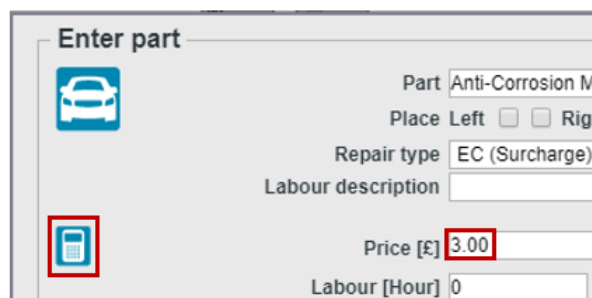 Enter part
Part Anti-Corrosion
Place Left Rig
Repair type EC (Surcharge)
Labour description
Price [£] 3.00
Labour [Hour] 0